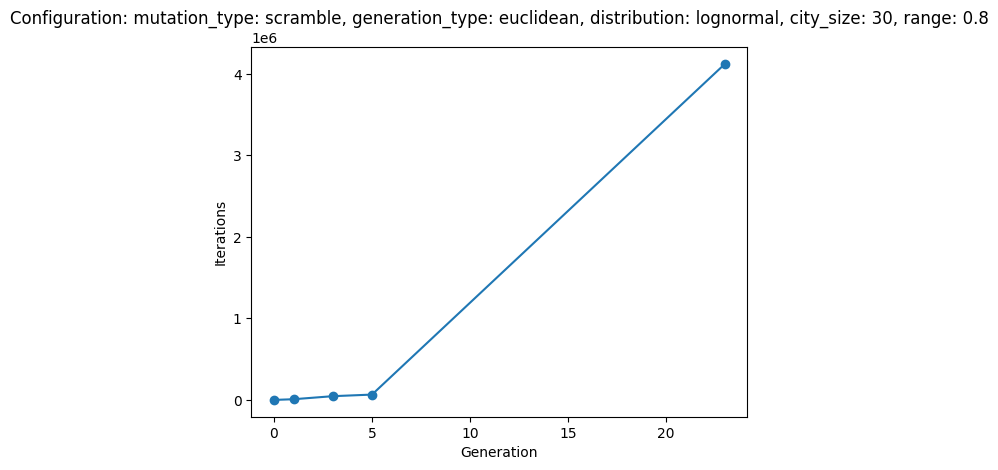 Configuration: mutation_type: scramble, generation_type: euclidean, distribution: lognormal, city_size: 30, range: 0.8
1e6
4
3
2
1
0
Iterations
0 5 10 15 20
Generation